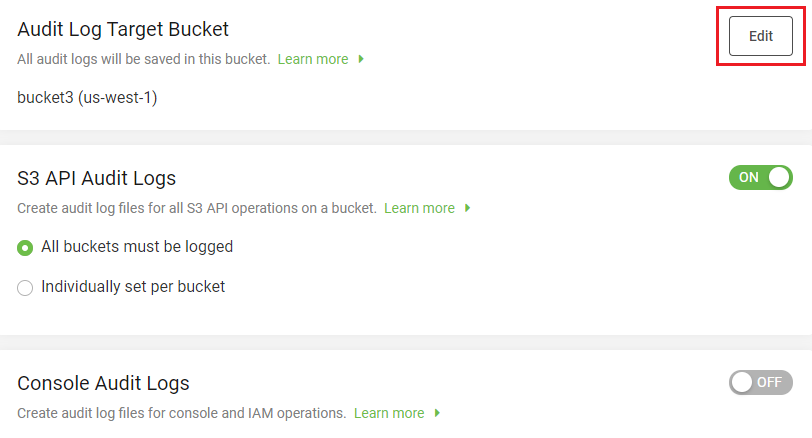 Audit Log Target Bucket
Edit
All audit logs will be saved in this bucket. Learn more
bucket3 (us-west-1)
S3 API Audit Logs
ON
Create audit log files for all S3 API operations on a bucket. Learn more
All buckets must be logged
Individually set per bucket
Console Audit Logs
OFF
Create audit log files for console and IAM operations. Learn more